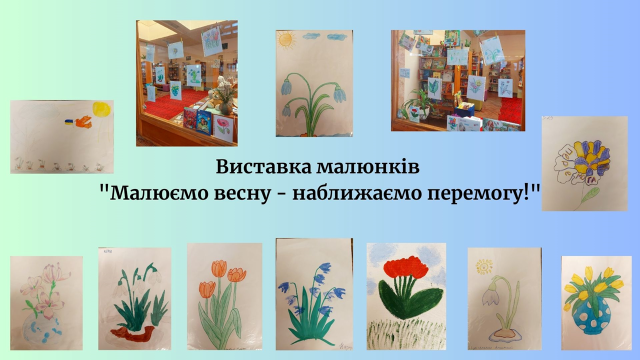 Виставка малюнків
"Малюємо весну - наближаємо перемогу!"